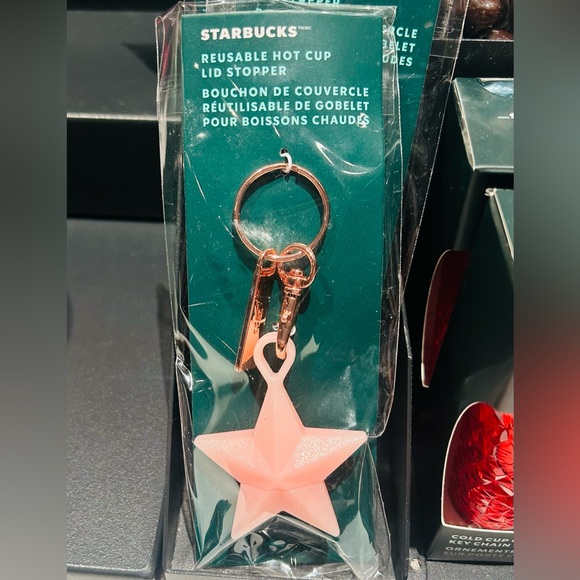 STOPPER
STARBUCKS
REUSABLE HOT CUP
LID STOPPER
BOUCHON DE COUVERCLE
RÉUTILISABLE DE GOBELET
POUR BOISSONS CHAUDES
COLD CUP
KEY CHAIN